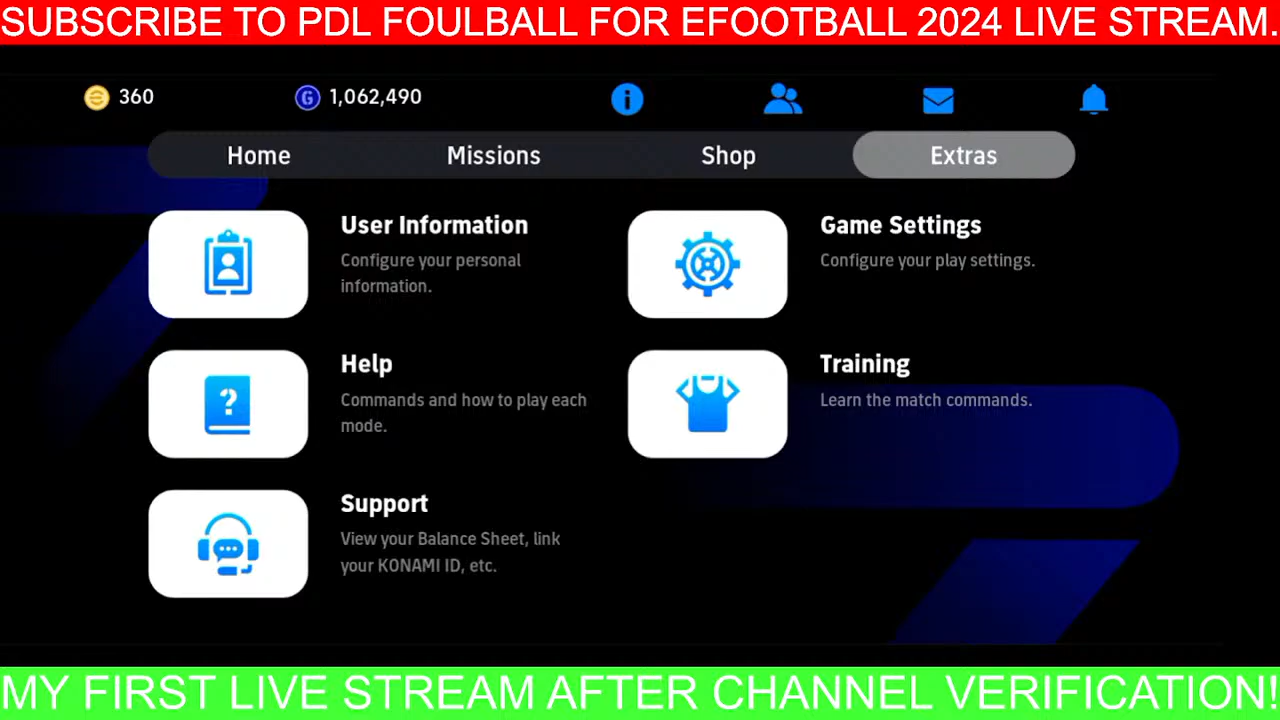 SUBSCRIBE TO PDL FOULBALL FOR EFOOTBALL 2024 LIVE STREAM.
360
G 1,062,490
Home Missions Shop Extras
User Information
Configure your personal
information.
Game Settings
Configure your play settings.
Help
Commands and how to play each
mode.
Training
Learn the match commands.
Support
View your Balance Sheet, link
your KONAMI ID, etc.
MY FIRST LIVE STREAM AFTER CHANNEL VERIFICATION!